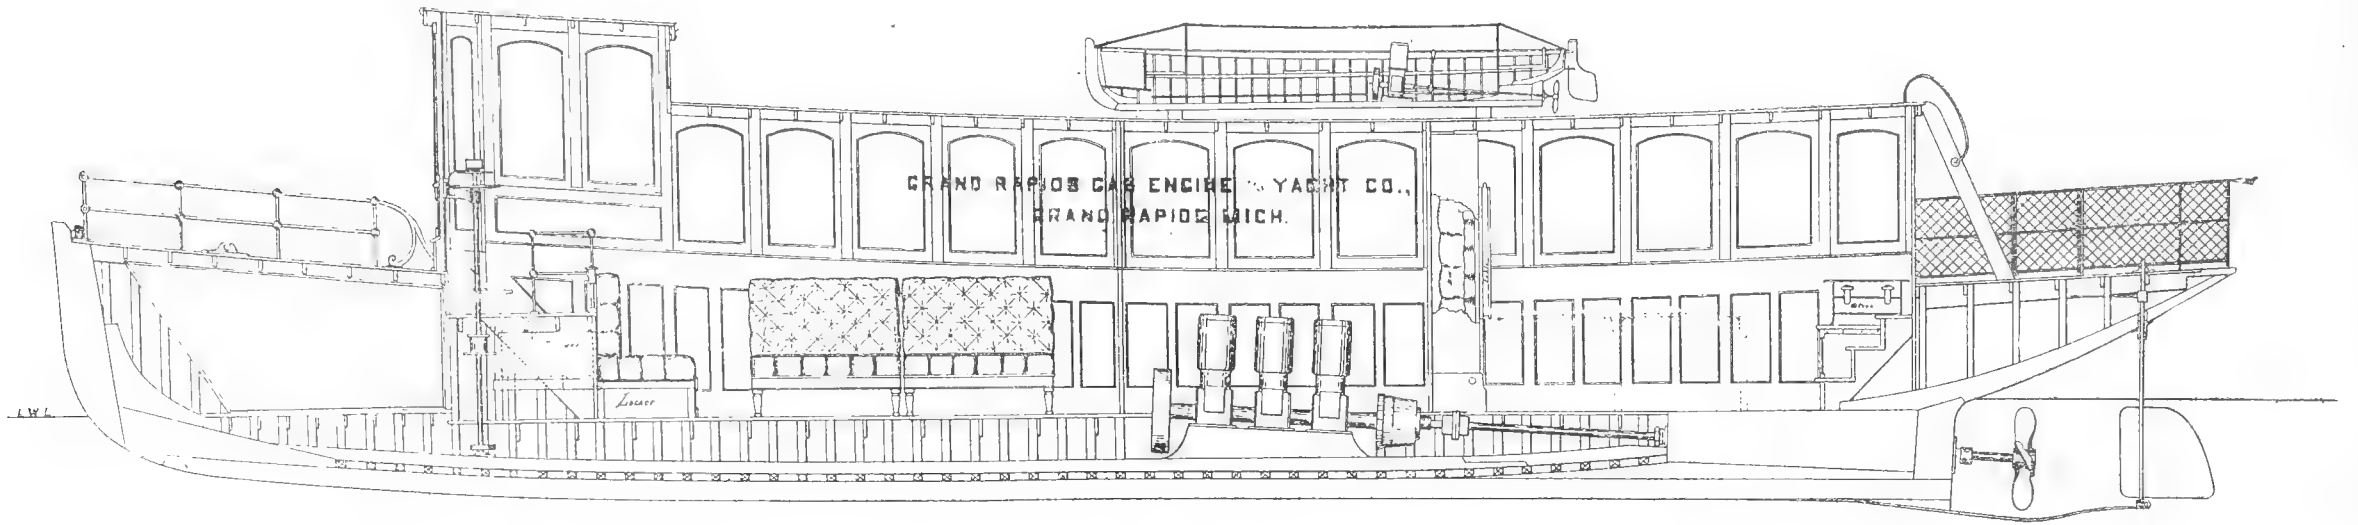 GRAND RAPIDS GAS ENGINE & YACHT CO.,
GRAND RAPIDS MICH.
LOCKER
L.W.L.